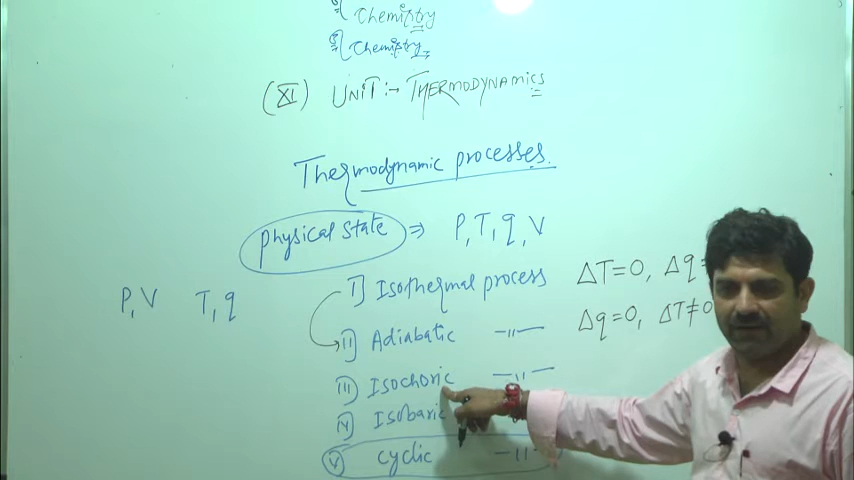 Chemistry
Chemistry
(XI) UNIT :- THERMODYNAMICS
Thermodynamic processes.
Physical state ⇒ P, T, q, V
P, V T, q
I) Isothermal process ΔT=0, Δq
II) Adiabatic —"— Δq=0, ΔT≠0
III) Isochoric —"—
IV) Isobaric
V) cyclic —"—